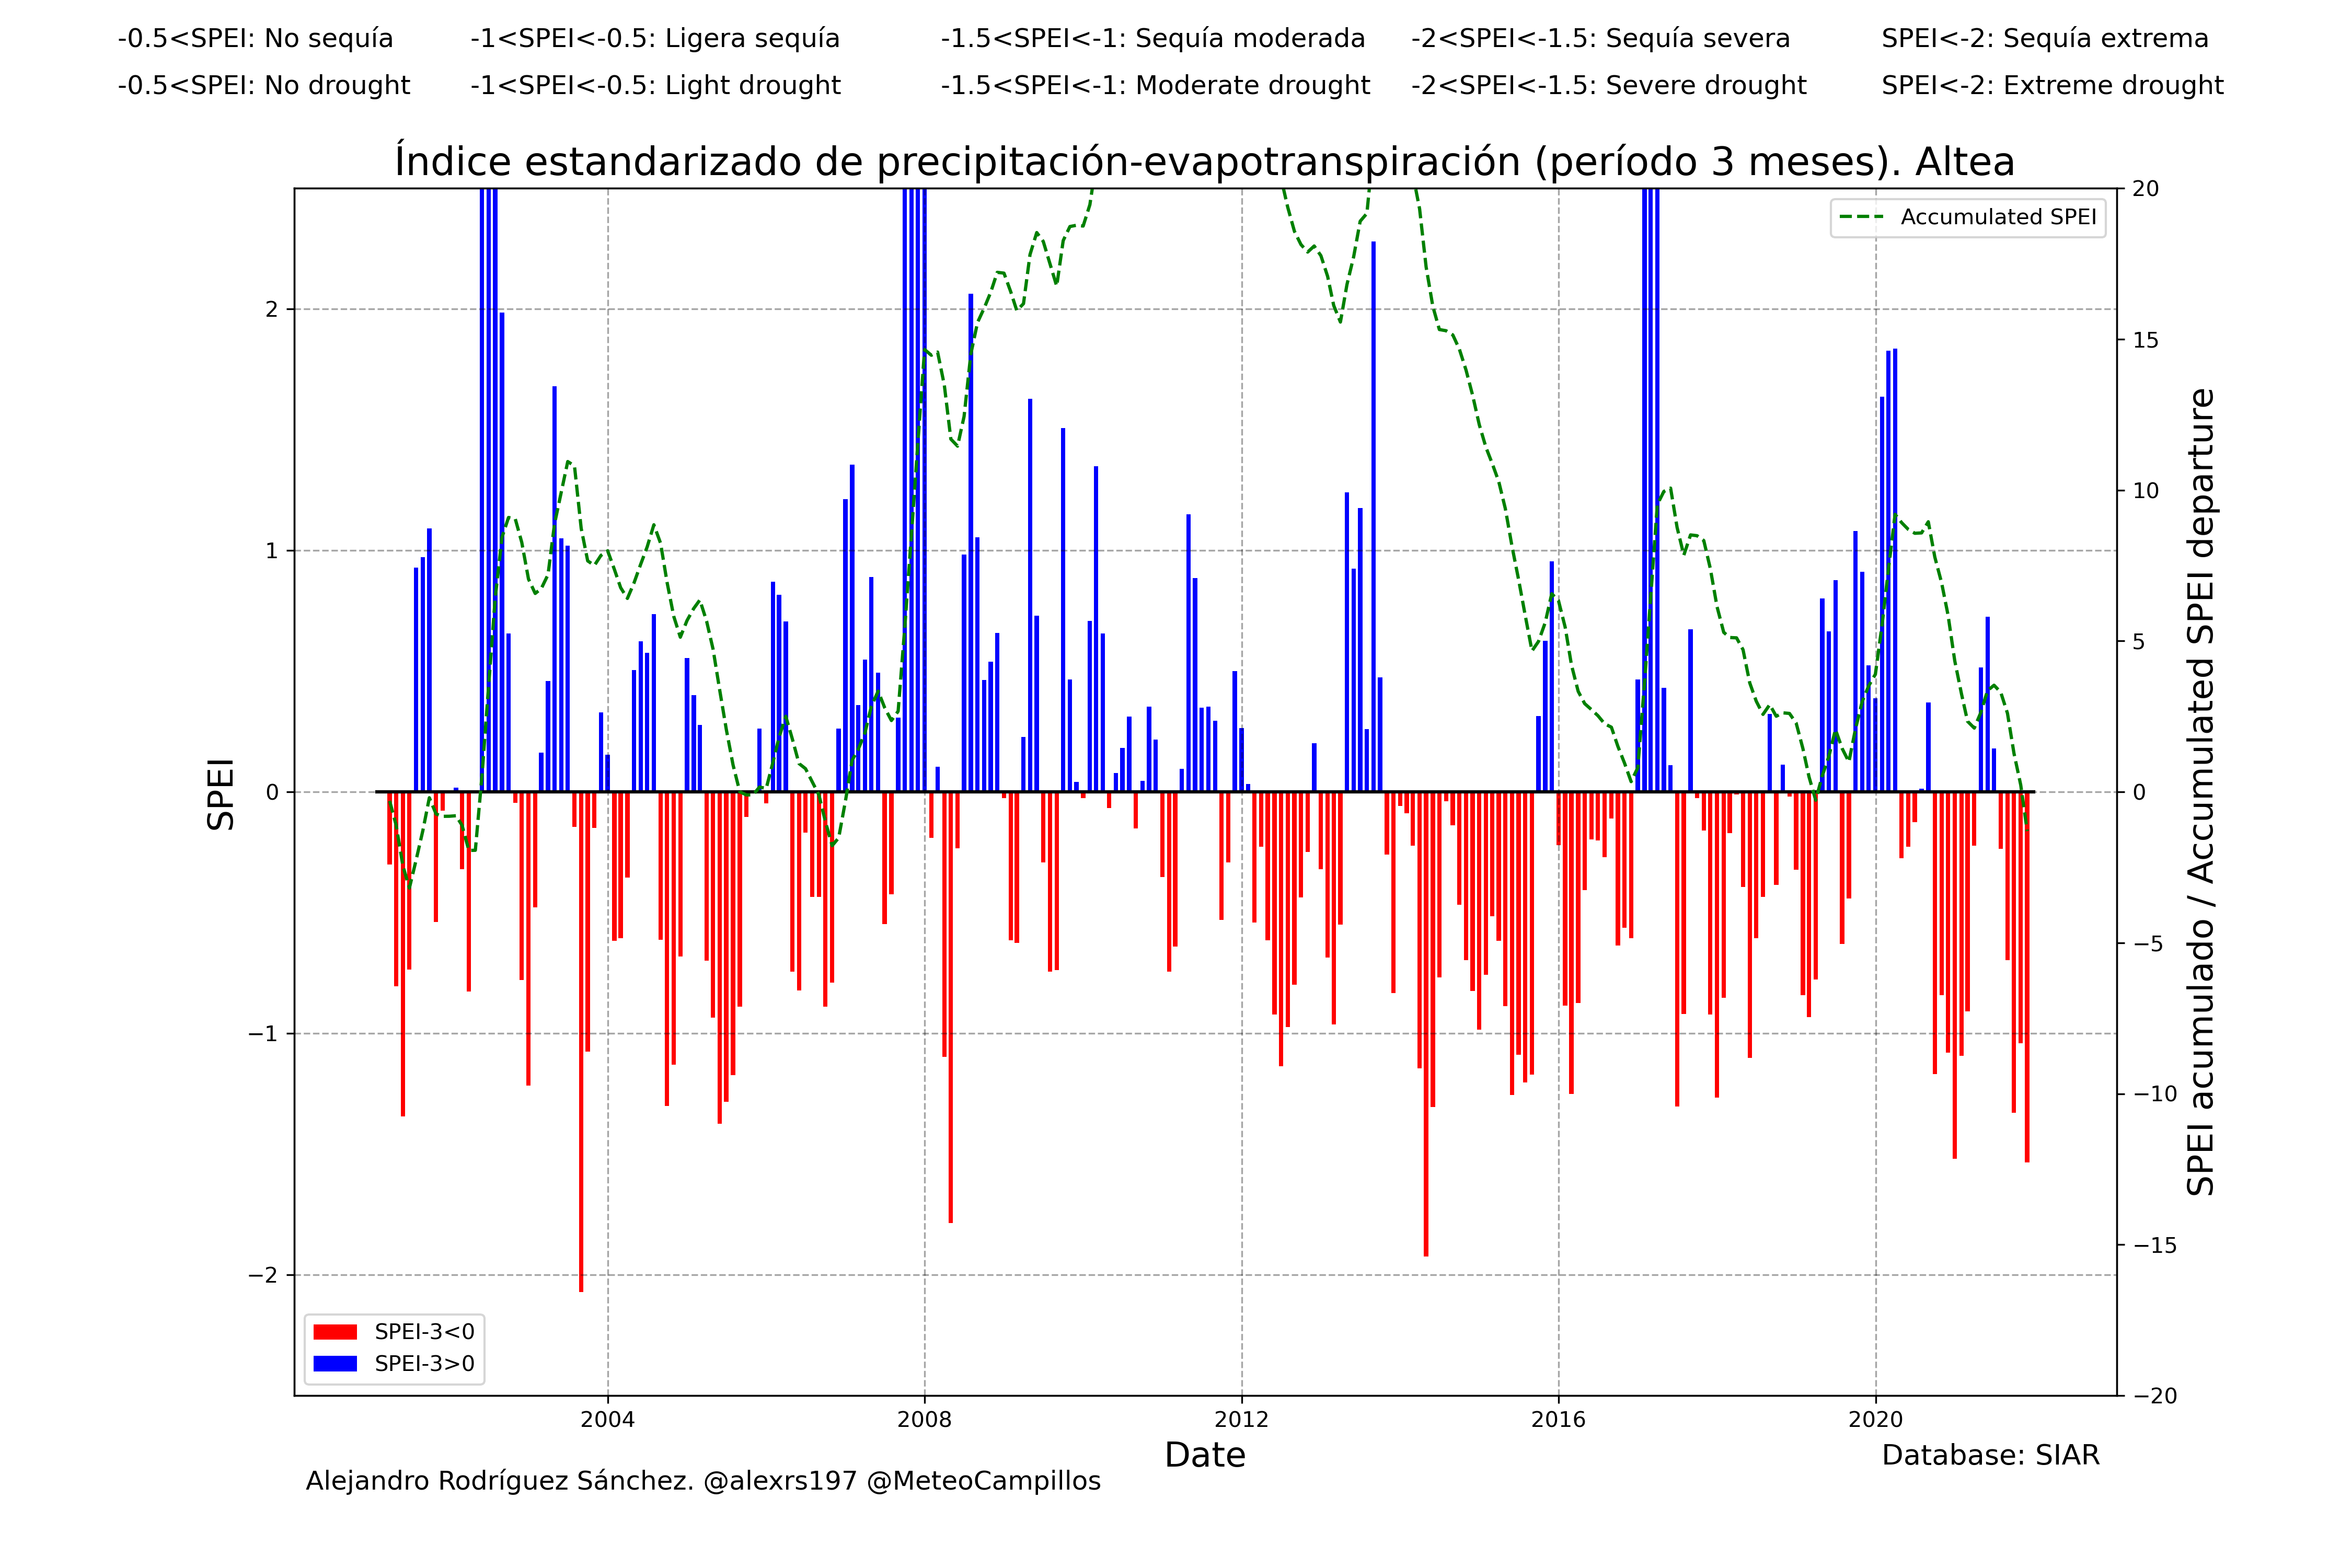 -0.5<SPEI: No sequía -1<SPEI<-0.5: Ligera sequía -1.5<SPEI<-1: Sequía moderada -2<SPEI<-1.5: Sequía severa SPEI<-2: Sequía extrema
-0.5<SPEI: No drought -1<SPEI<-0.5: Light drought -1.5<SPEI<-1: Moderate drought -2<SPEI<-1.5: Severe drought SPEI<-2: Extreme drought
Índice estandarizado de precipitación-evapotranspiración (período 3 meses). Altea
Accumulated SPEI
SPEI
2
1
0
−1
−2
20
15
10
5
0
−5
−10
−15
−20
SPEI acumulado / Accumulated SPEI departure
SPEI-3<0
SPEI-3>0
2004 2008 2012 2016 2020
Date
Database: SIAR
Alejandro Rodríguez Sánchez. @alexrs197 @MeteoCampillos